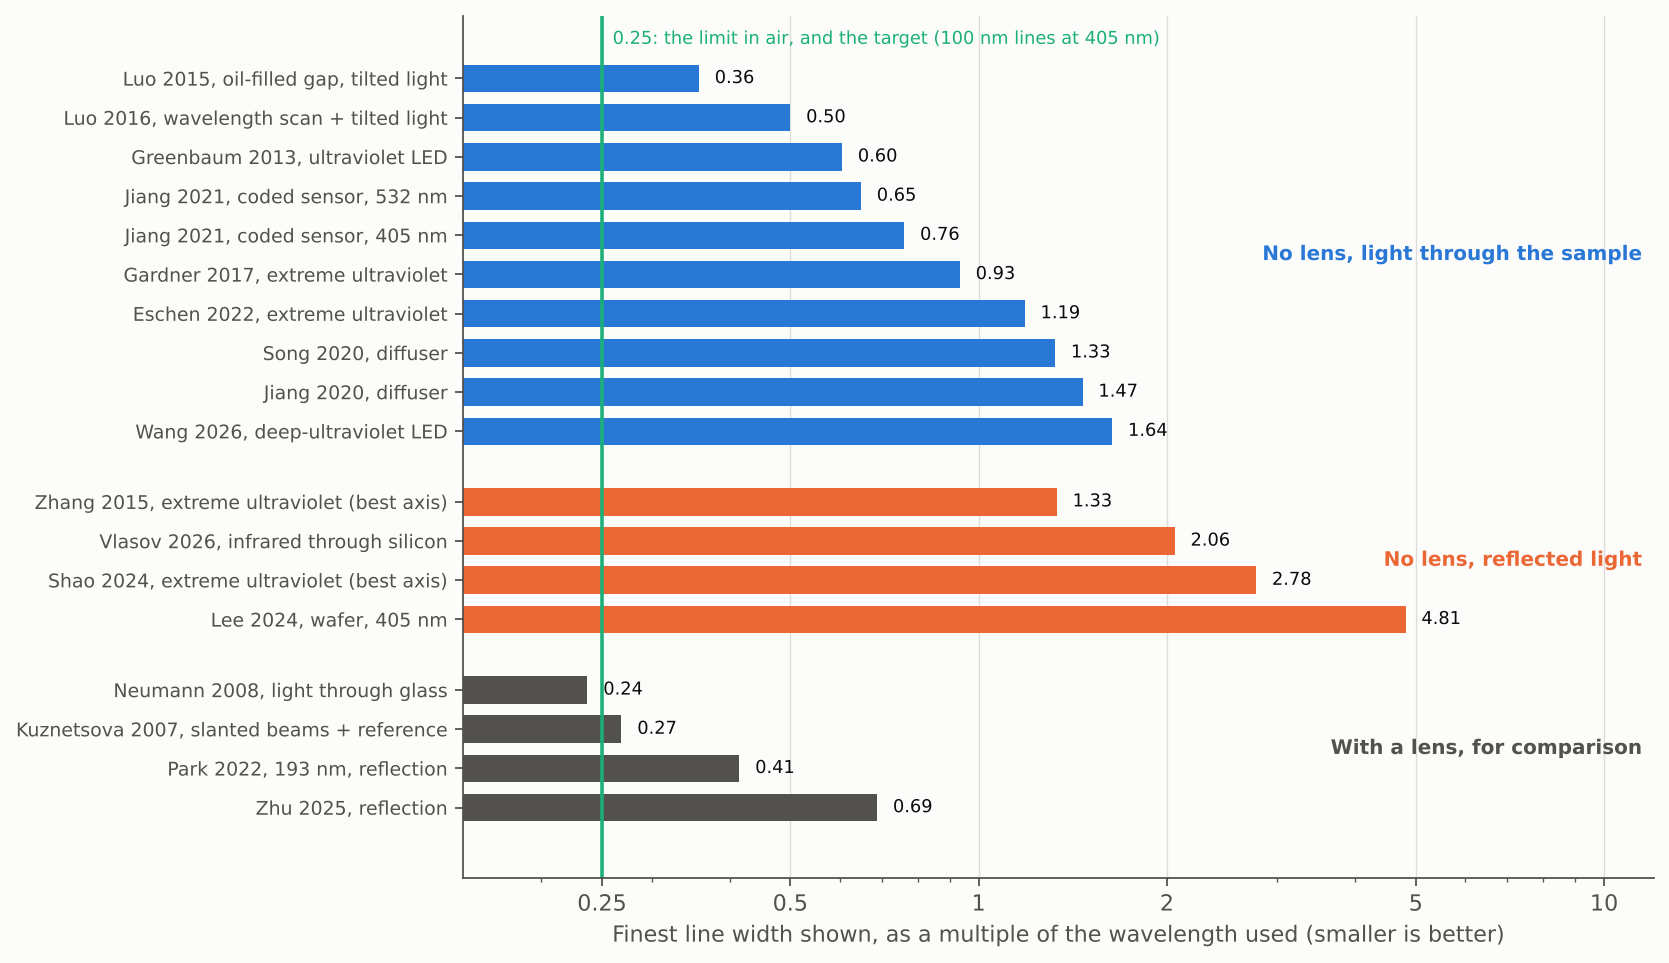 0.25: the limit in air, and the target (100 nm lines at 405 nm)
Luo 2015, oil-filled gap, tilted light 0.36
Luo 2016, wavelength scan + tilted light 0.50
Greenbaum 2013, ultraviolet LED 0.60
Jiang 2021, coded sensor, 532 nm 0.65
Jiang 2021, coded sensor, 405 nm 0.76
No lens, light through the sample
Gardner 2017, extreme ultraviolet 0.93
Eschen 2022, extreme ultraviolet 1.19
Song 2020, diffuser 1.33
Jiang 2020, diffuser 1.47
Wang 2026, deep-ultraviolet LED 1.64
Zhang 2015, extreme ultraviolet (best axis) 1.33
Vlasov 2026, infrared through silicon 2.06
No lens, reflected light
Shao 2024, extreme ultraviolet (best axis) 2.78
Lee 2024, wafer, 405 nm 4.81
Neumann 2008, light through glass 0.24
Kuznetsova 2007, slanted beams + reference 0.27
With a lens, for comparison
Park 2022, 193 nm, reflection 0.41
Zhu 2025, reflection 0.69
0.25 0.5 1 2 5 10
Finest line width shown, as a multiple of the wavelength used (smaller is better)